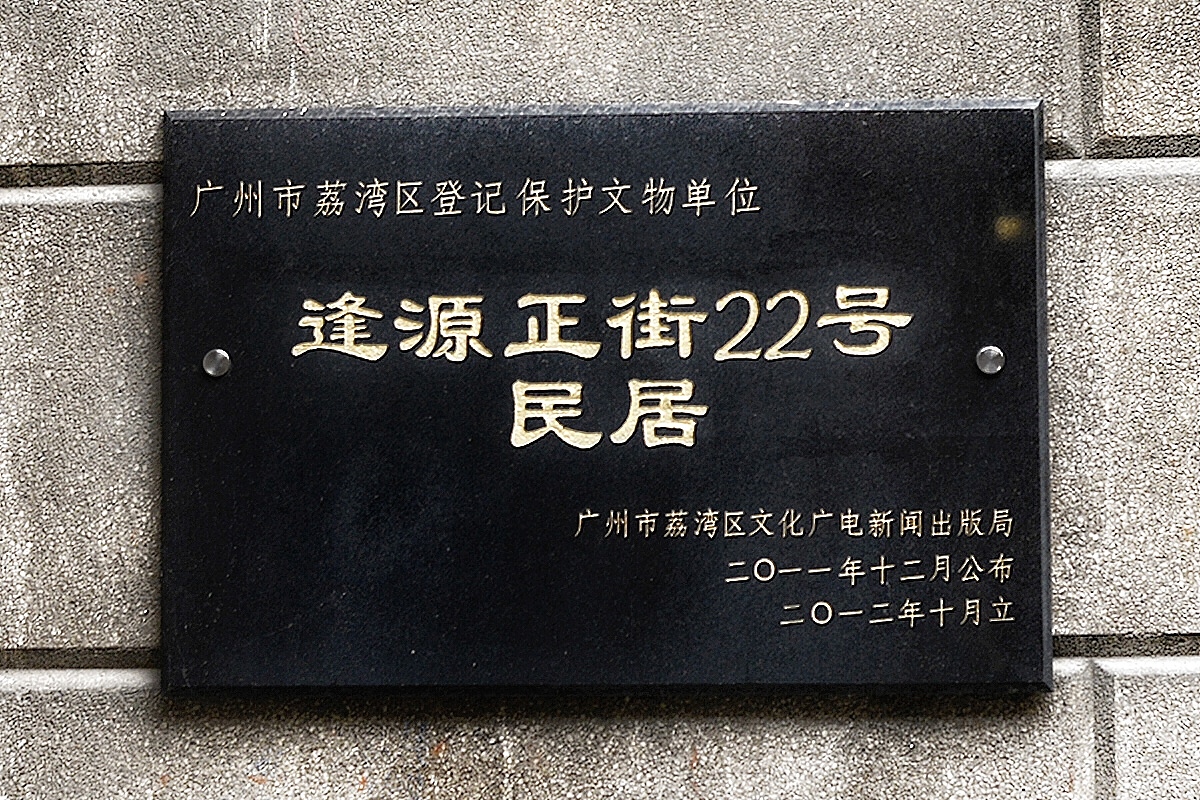 广州市荔湾区登记保护文物单位
逢源正街22号
民居
广州市荔湾区文化广电新闻出版局
二〇一一年十二月公布
二〇一二年十月立